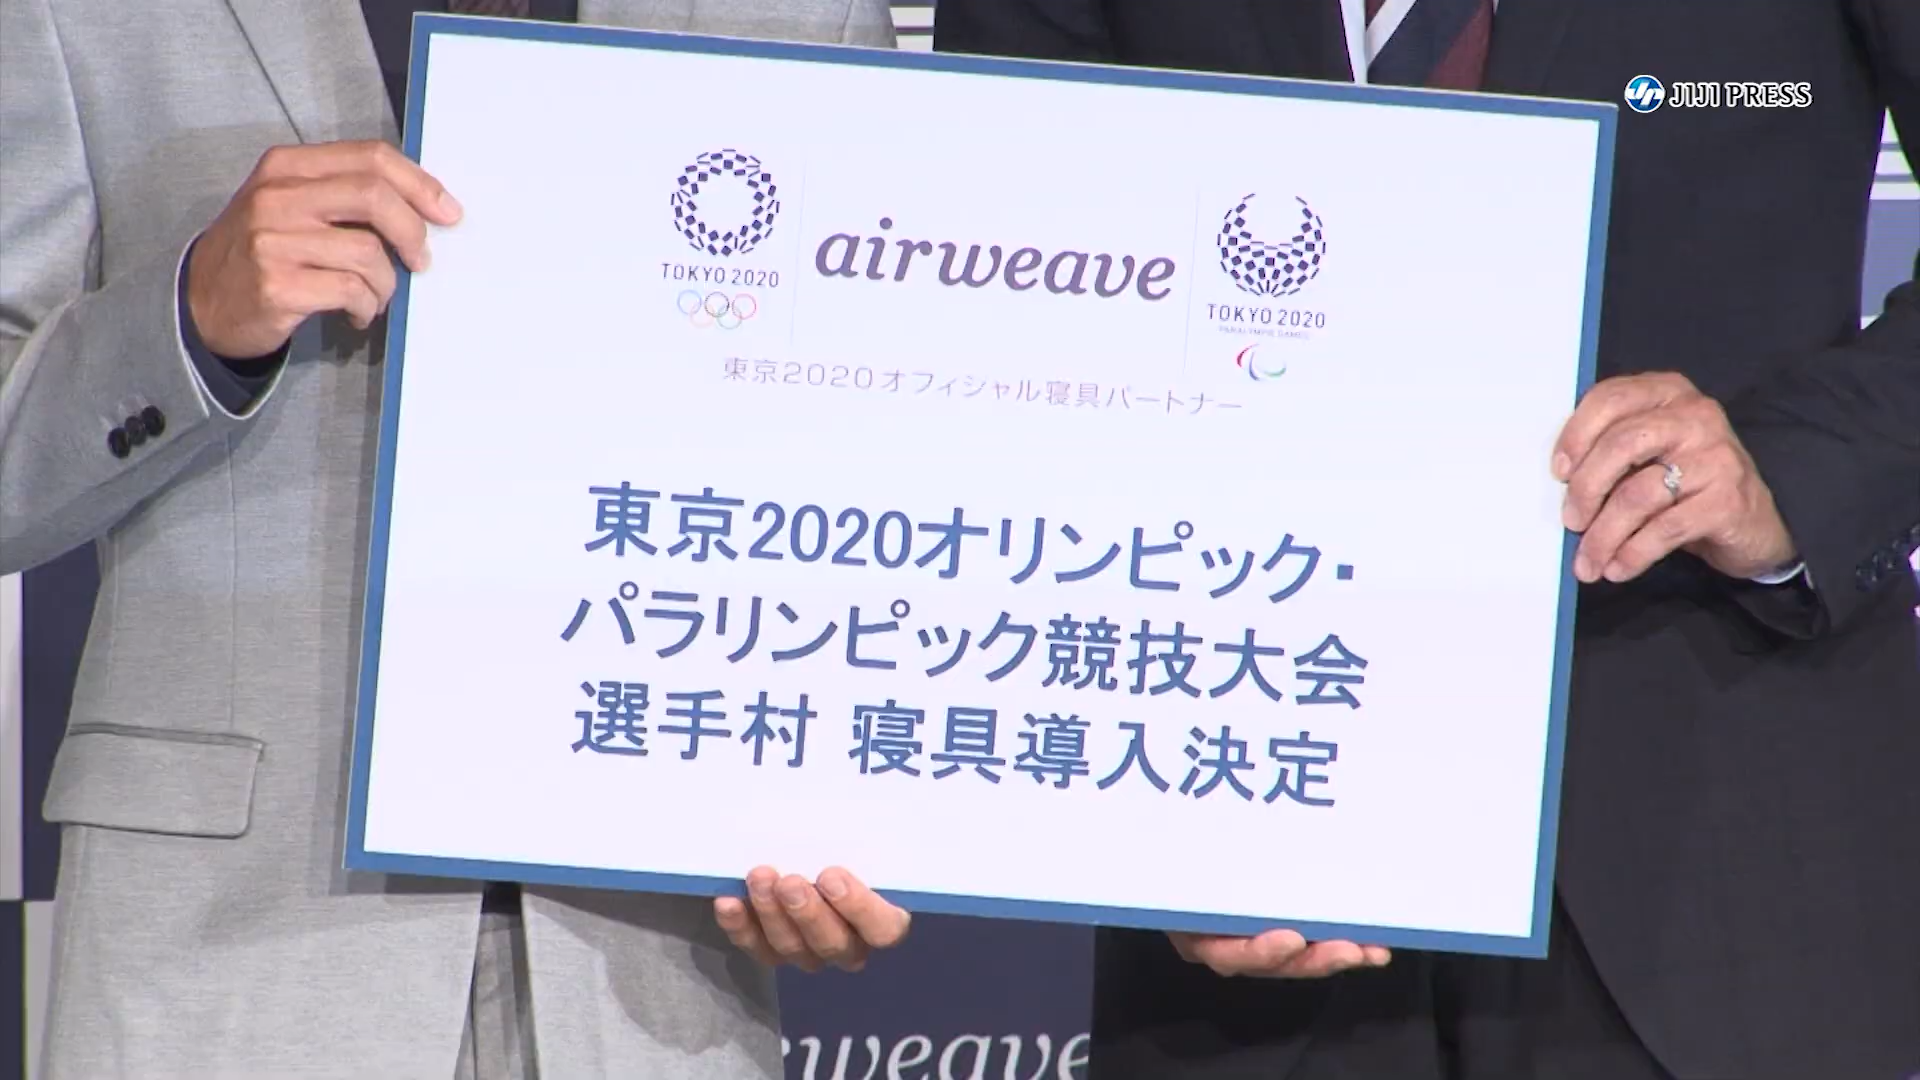 JIJI PRESS
airweave
TOKYO 2020
TOKYO 2020
PARALYMPIC GAMES
東京2020オフィシャル寝具パートナー
東京2020オリンピック・
パラリンピック競技大会
選手村 寝具導入決定
weave